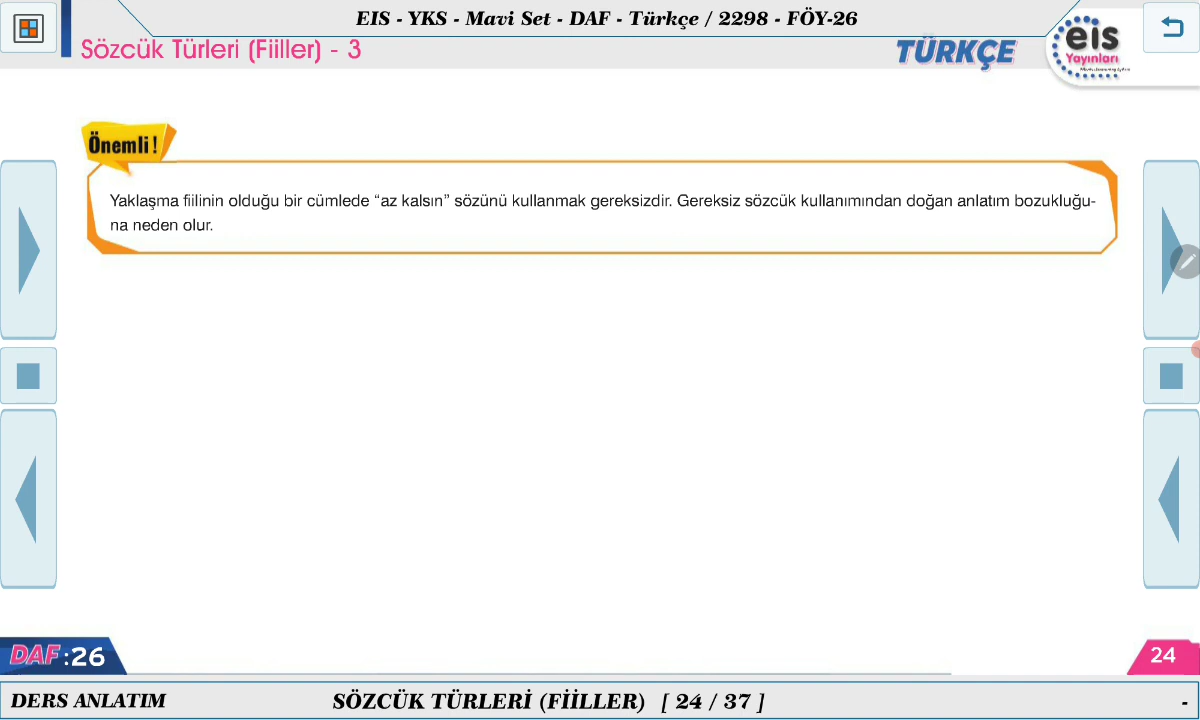 EIS - YKS - Mavi Set - DAF - Türkçe / 2298 - FÖY-26
Sözcük Türleri (Fiiller) - 3
TÜRKÇE
eis
Yayınları
Önemli!
Yaklaşma fiilinin olduğu bir cümlede “az kalsın” sözünü kullanmak gereksizdir. Gereksiz sözcük kullanımından doğan anlatım bozukluğu-
na neden olur.
DAF:26
24
DERS ANLATIM
SÖZCÜK TÜRLERİ (FİİLLER) [ 24 / 37 ]
-